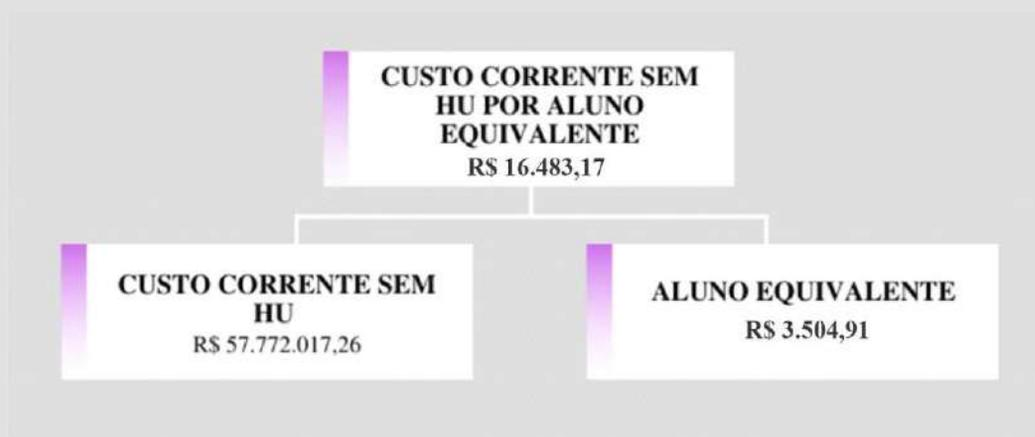 CUSTO CORRENTE SEM
HU POR ALUNO
EQUIVALENTE
R$ 16.483,17
CUSTO CORRENTE SEM
HU
R$ 57.772.017,26
ALUNO EQUIVALENTE
R$ 3.504,91